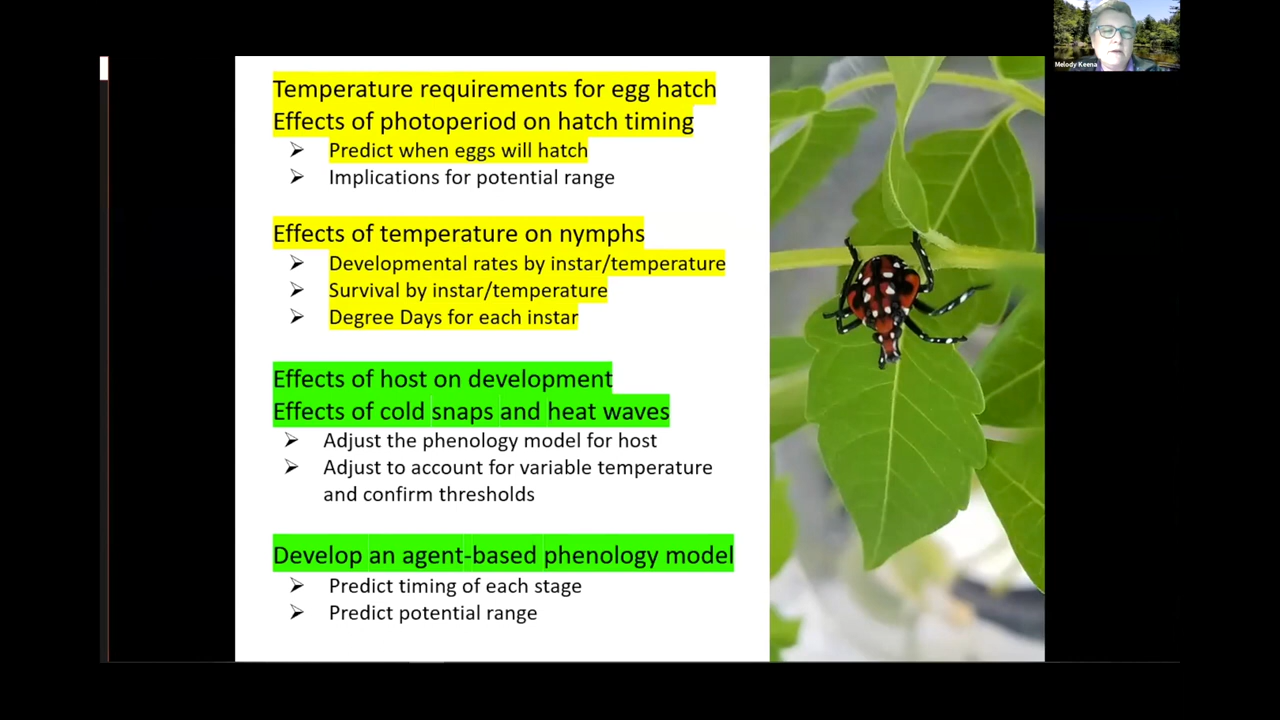 Melody Keena
Temperature requirements for egg hatch
Effects of photoperiod on hatch timing
Predict when eggs will hatch
Implications for potential range
Effects of temperature on nymphs
Developmental rates by instar/temperature
Survival by instar/temperature
Degree Days for each instar
Effects of host on development
Effects of cold snaps and heat waves
Adjust the phenology model for host
Adjust to account for variable temperature
and confirm thresholds
Develop an agent-based phenology model
Predict timing of each stage
Predict potential range